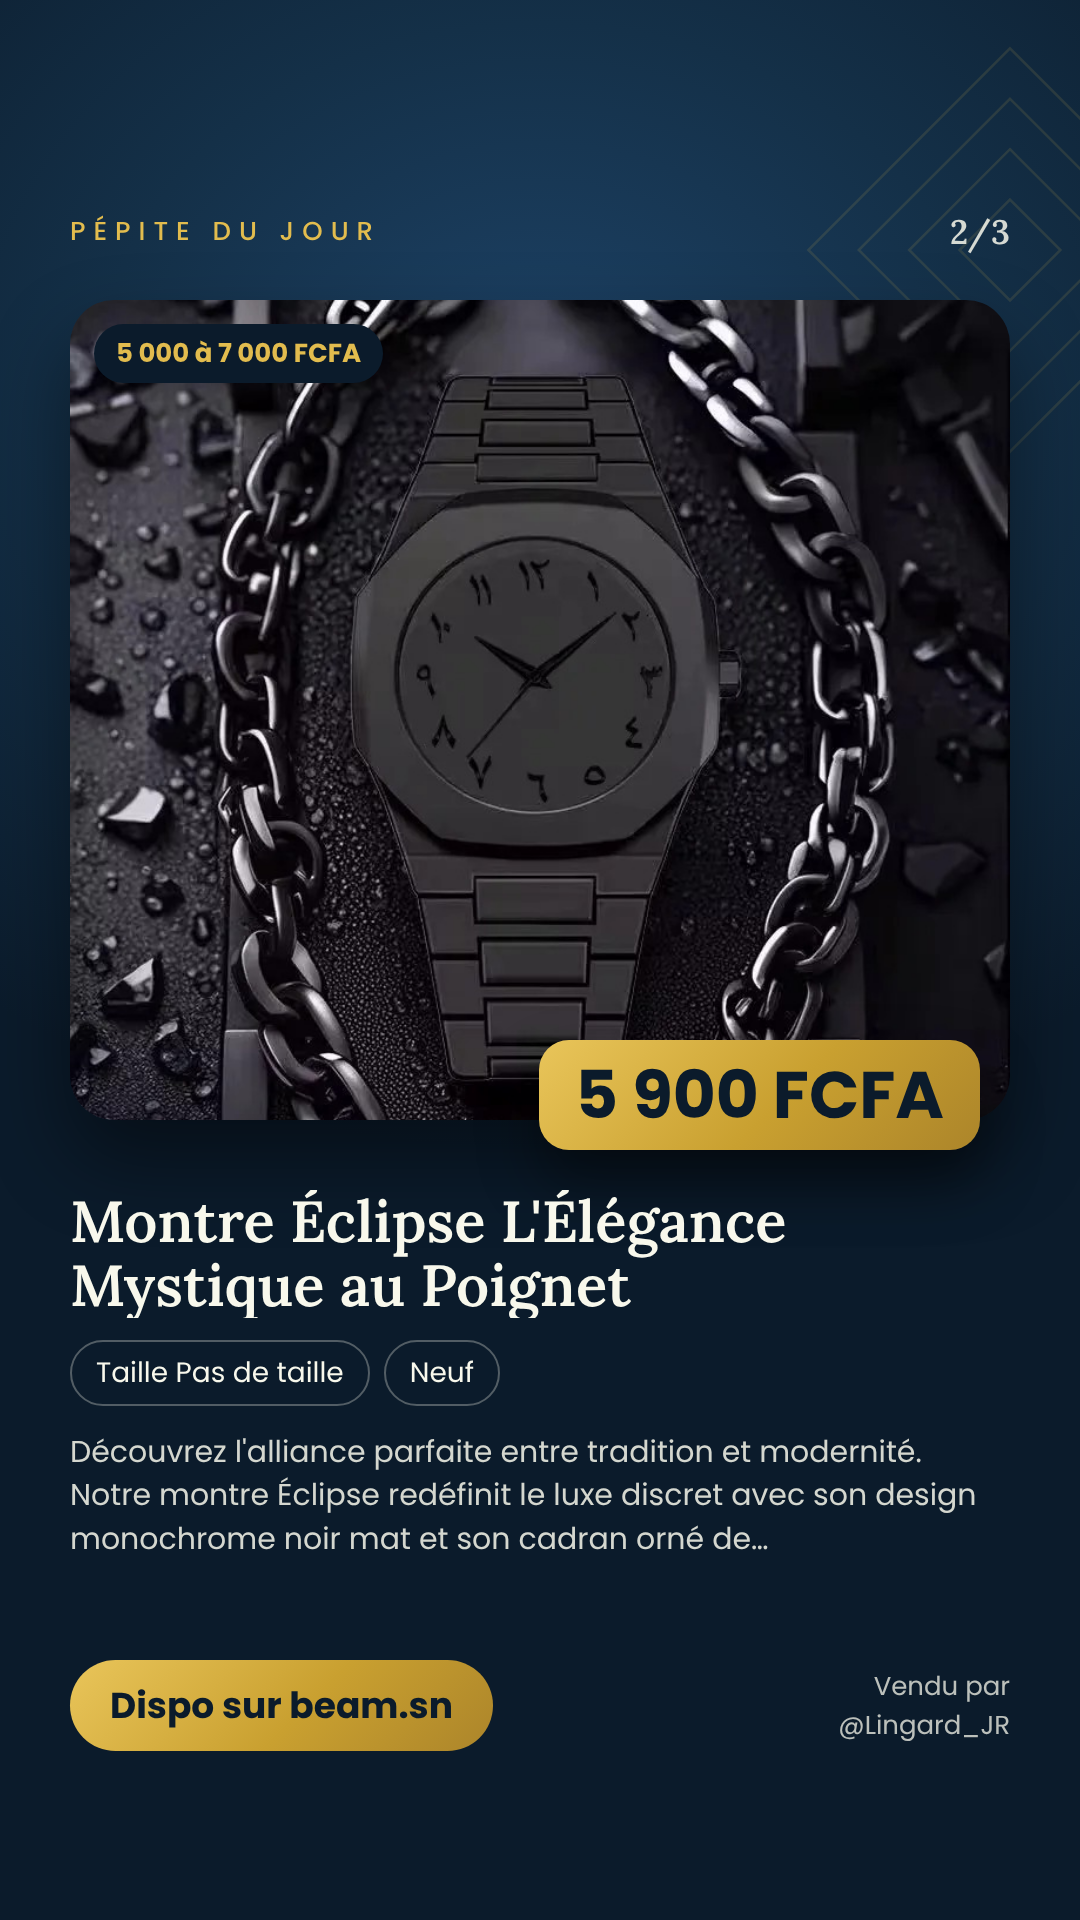 PÉPITE DU JOUR
2/3
5 000 à 7 000 FCFA
١٢
١
٢
٣
٤
٥
٦
٧
٨
٩
١٠
١١
5 900 FCFA
Montre Éclipse L'Élégance
Mystique au Poignet
Taille Pas de taille
Neuf
Découvrez l'alliance parfaite entre tradition et modernité.
Notre montre Éclipse redéfinit le luxe discret avec son design
monochrome noir mat et son cadran orné de...
Dispo sur beam.sn
Vendu par
@Lingard_JR